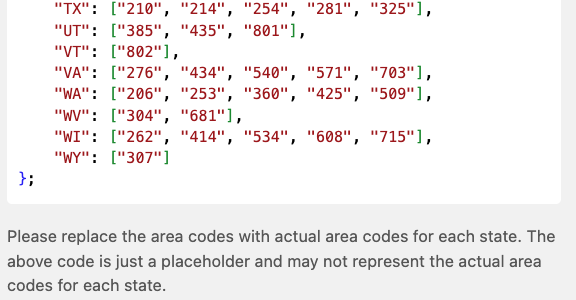 "TX": ["210", "214", "254", "281", "325"],
"UT": ["385", "435", "801"],
"VT": ["802"],
"VA": ["276", "434", "540", "571", "703"],
"WA": ["206", "253", "360", "425", "509"],
"WV": ["304", "681"],
"WI": ["262", "414", "534", "608", "715"],
"WY": ["307"]
};
Please replace the area codes with actual area codes for each state. The
above code is just a placeholder and may not represent the actual area
codes for each state.